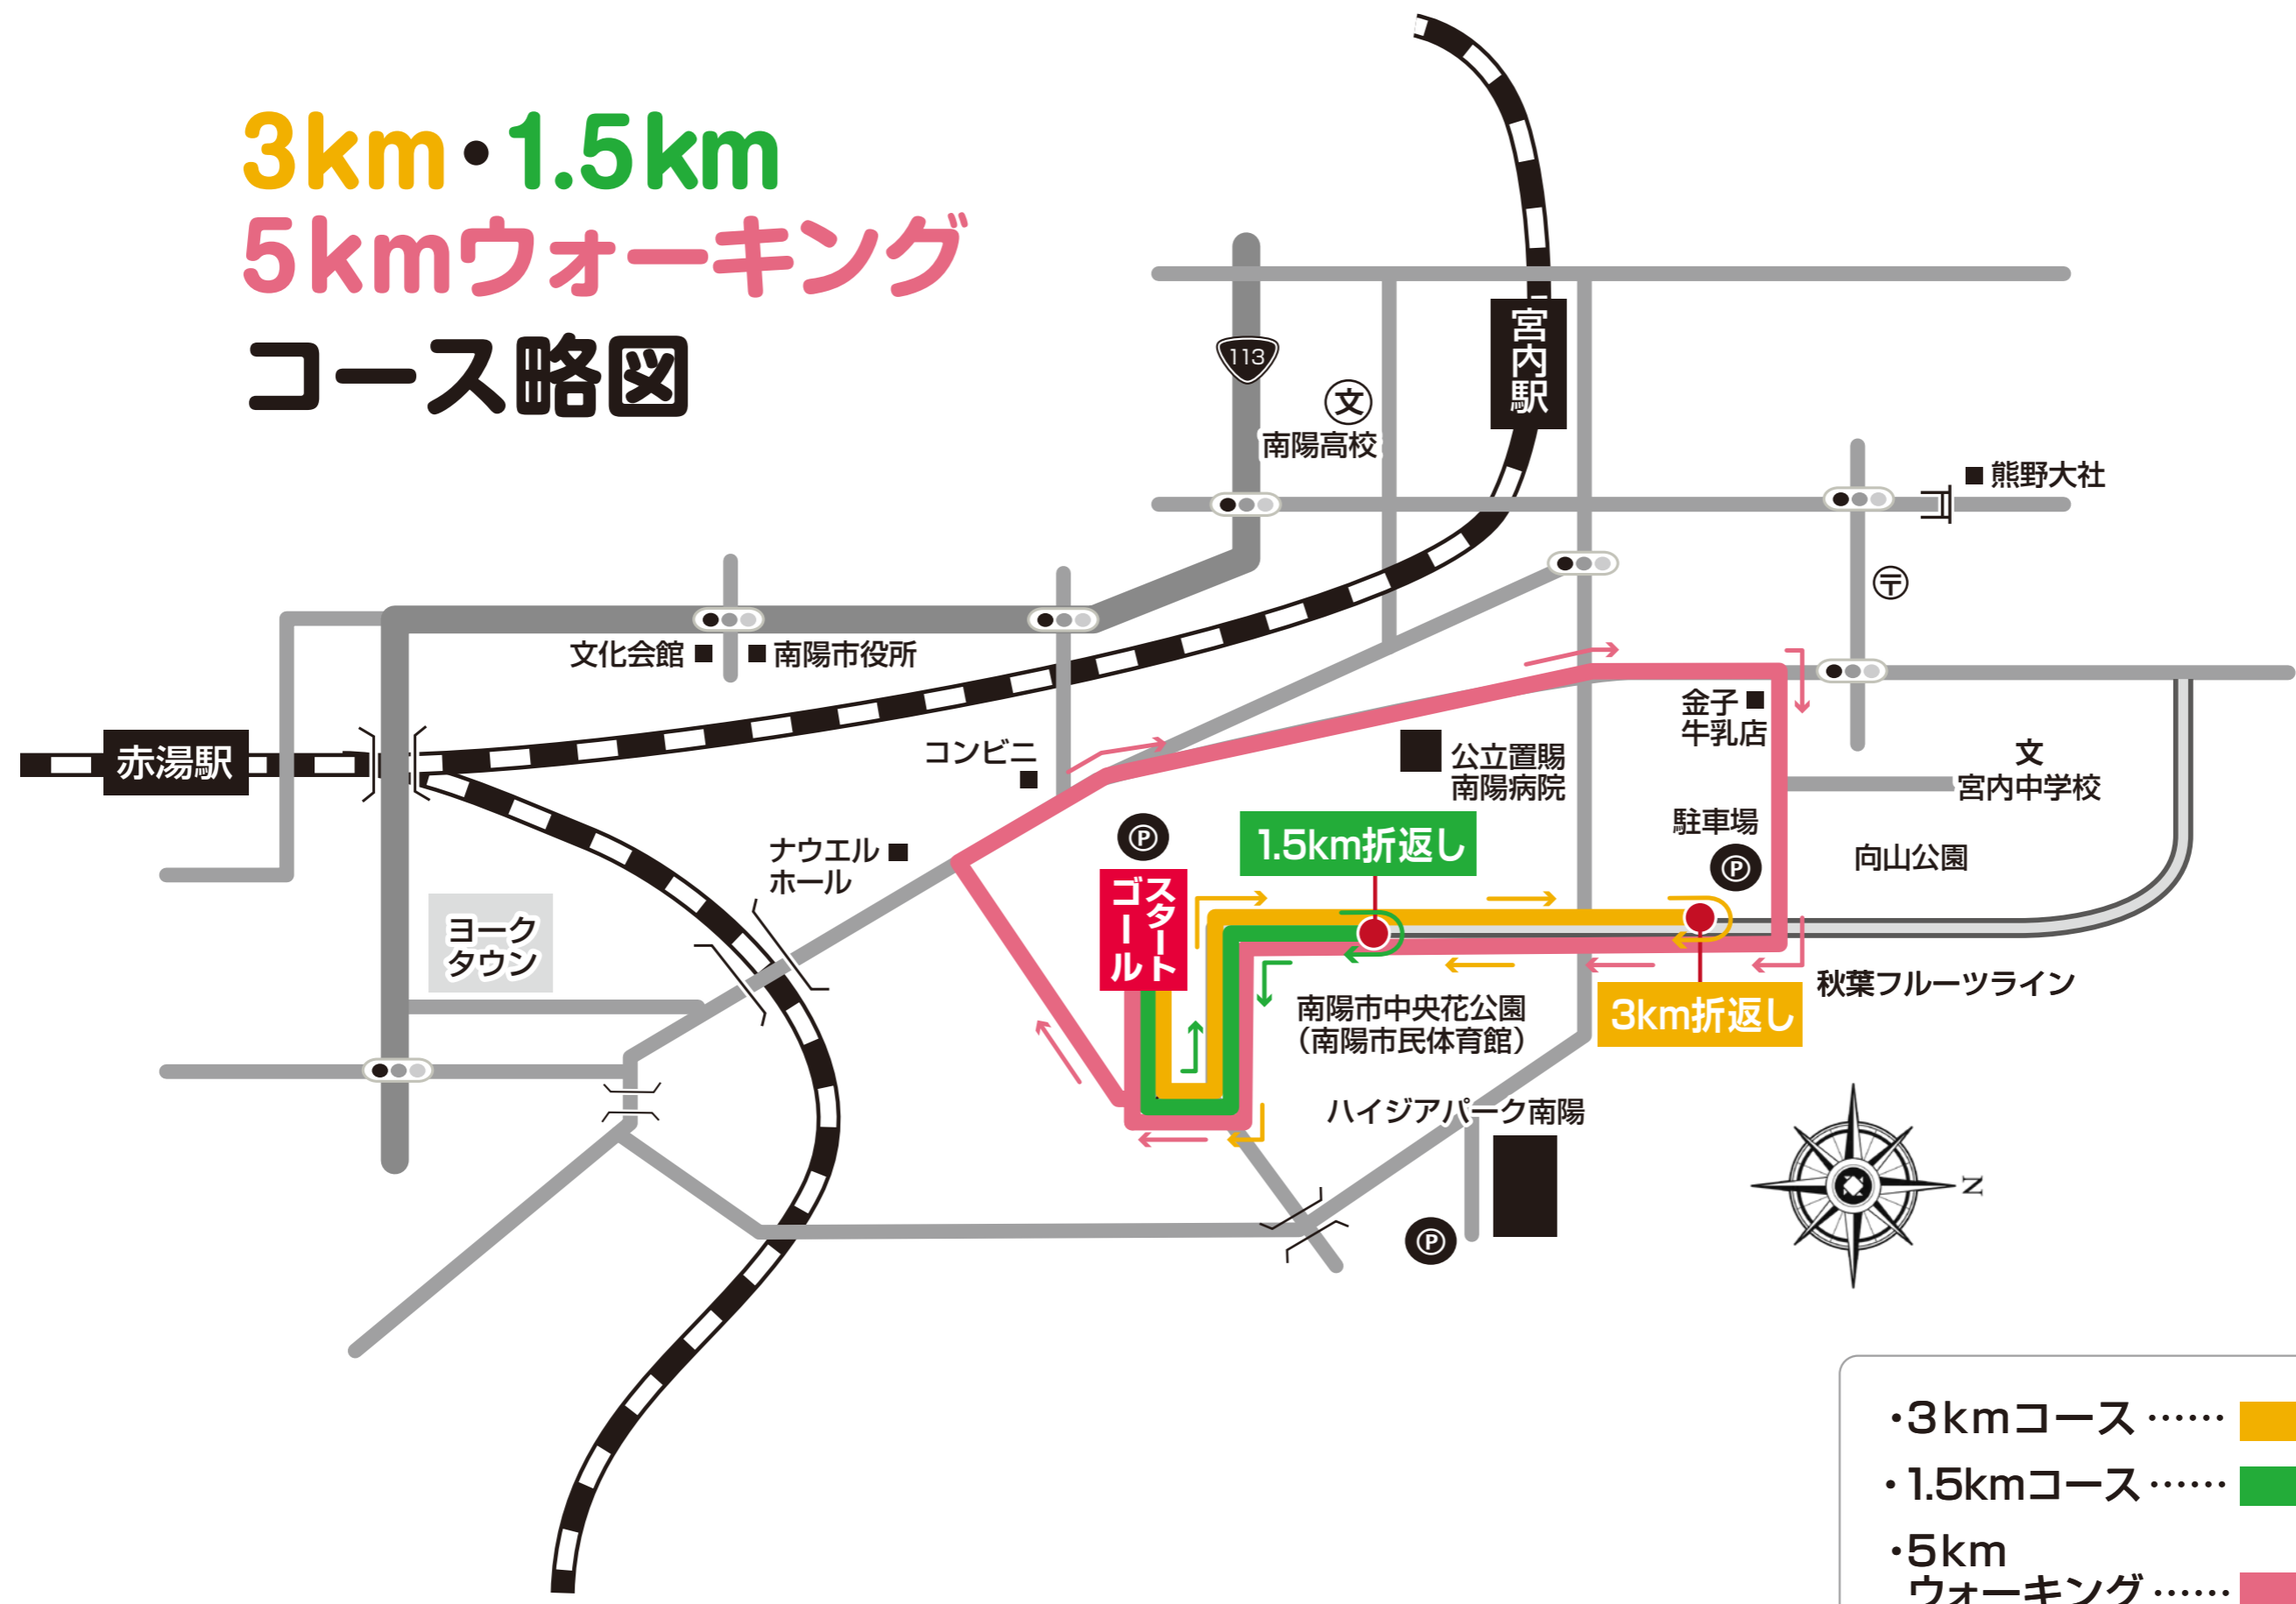 3km・1.5km
5kmウォーキング
コース略図
113
宮内駅
文
南陽高校
熊野大社
〒
文化会館
南陽市役所
赤湯駅
コンビニ
金子
牛乳店
公立置賜
南陽病院
文
宮内中学校
駐車場
P
向山公園
ナウエル
ホール
P
1.5km折返し
スタート
ゴール
ヨーク
タウン
秋葉フルーツライン
南陽市中央花公園
（南陽市民体育館）
3km折返し
ハイジアパーク南陽
P
N
・3kmコース……
・1.5kmコース……
・5km
ウォーキング……